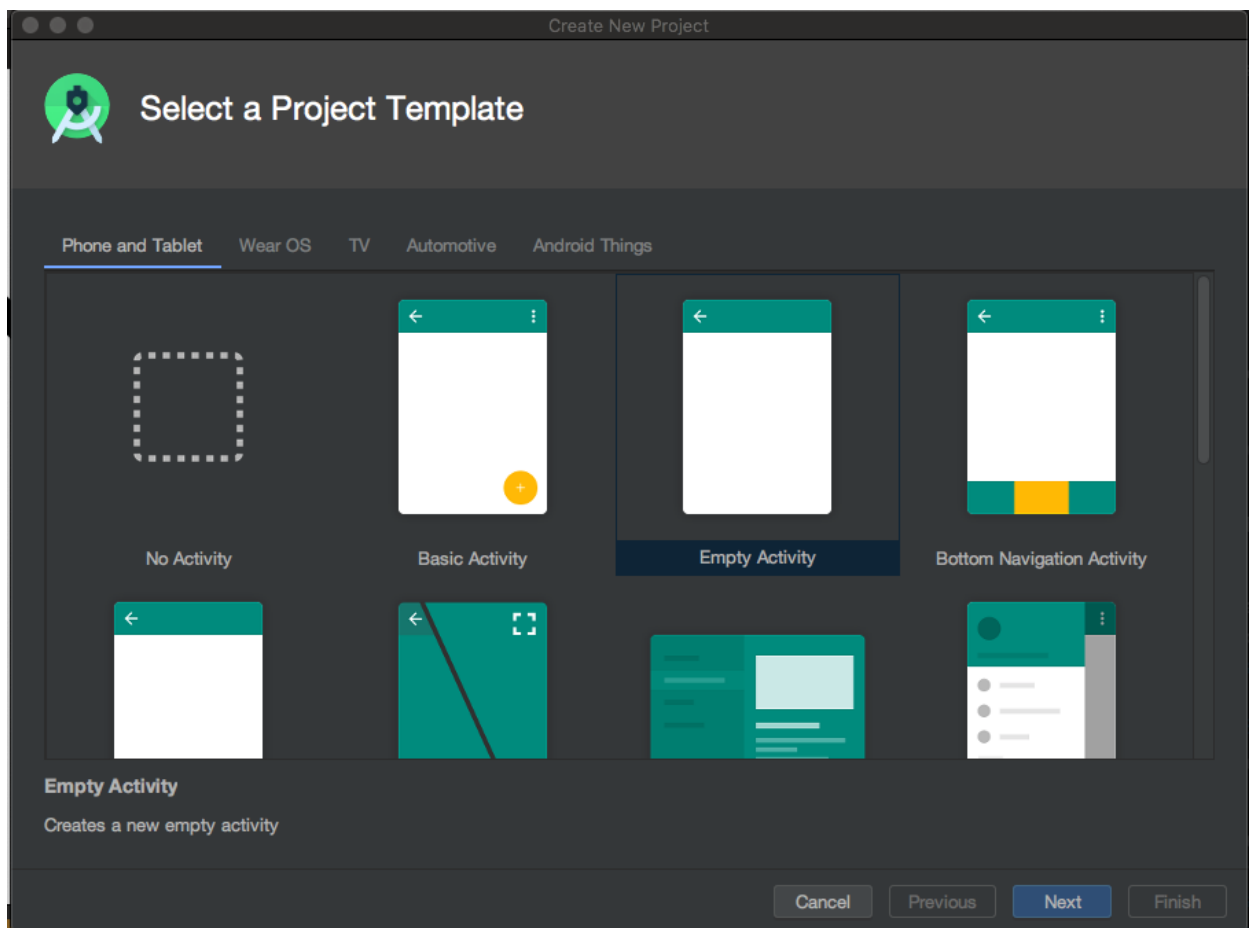 Create New Project
Select a Project Template
Phone and Tablet Wear OS TV Automotive Android Things
No Activity Basic Activity Empty Activity Bottom Navigation Activity
Empty Activity
Creates a new empty activity
Cancel Previous Next Finish